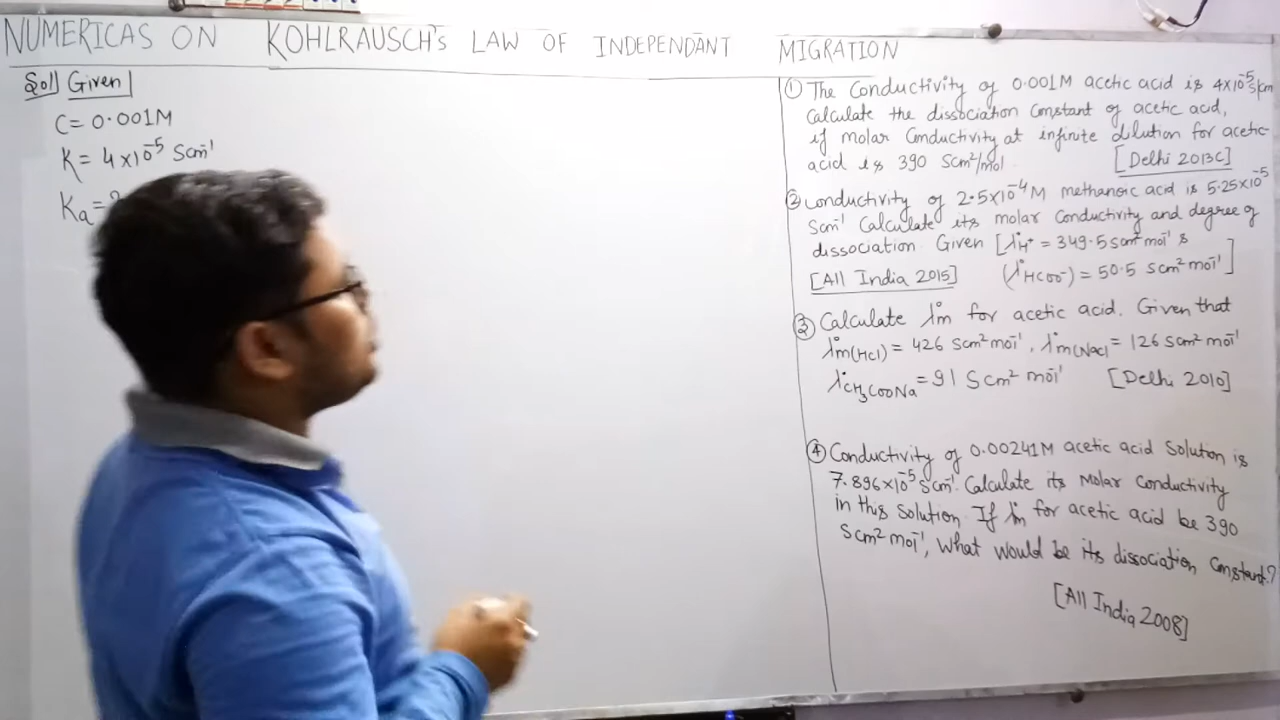 NUMERICAS ON KOHLRAUSCH's LAW OF INDEPENDANT MIGRATION
Sol Given
C = 0.001M
K = 4×10⁻⁵ Scm⁻¹
Ka =
① The Conductivity of 0.001M acetic acid is 4×10⁻⁵ S/cm
Calculate the dissociation Constant of acetic acid,
if molar Conductivity at infinite dilution for acetic-
acid is 390 Scm²/mol [Delhi 2013C]
② Conductivity of 2.5×10⁻⁴M methanoic acid is 5.25×10⁻⁵
Scm⁻¹ Calculate its molar Conductivity and degree of
dissociation. Given [λ°H⁺ = 349.5 Scm² mol⁻¹ &
[All India 2015] (λ°HCOO⁻) = 50.5 Scm² mol⁻¹]
③ Calculate λ°m for acetic acid. Given that
λ°m(HCl) = 426 Scm² mol⁻¹, λ°m(NaCl) = 126 Scm² mol⁻¹
λ°CH₃COONa = 91 S cm² mol⁻¹ [Delhi 2010]
④ Conductivity of 0.00241M acetic acid Solution is
7.896×10⁻⁵ Scm⁻¹. Calculate its Molar Conductivity
in this Solution. If λ°m for acetic acid be 390
Scm² mol⁻¹, What would be its dissociation Constant?
[All India 2008]